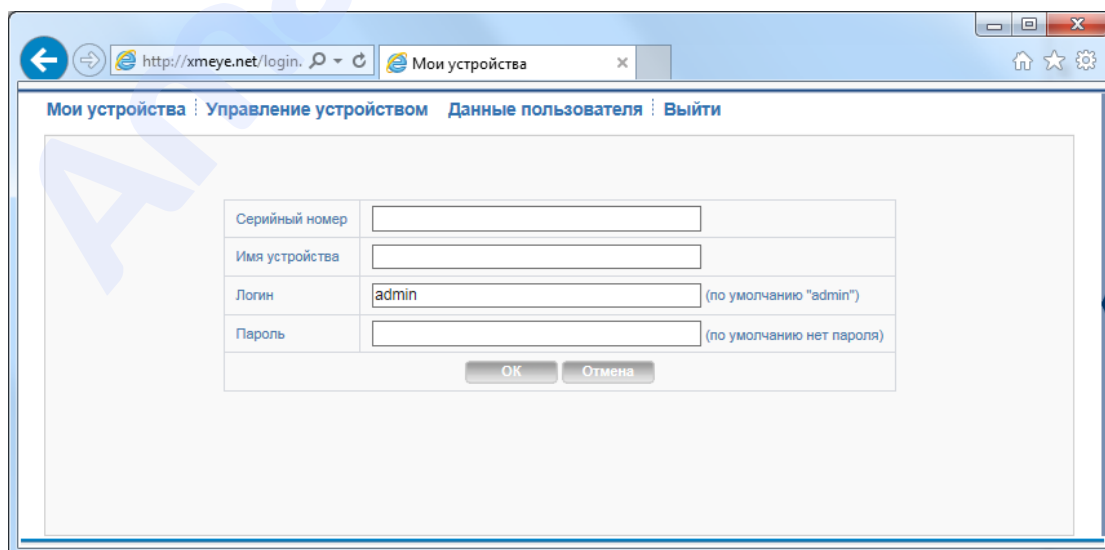 http://xmeye.net/login.
Мои устройства
Мои устройства Управление устройством Данные пользователя Выйти
Серийный номер
Имя устройства
Логин admin (по умолчанию "admin")
Пароль (по умолчанию нет пароля)
OK Отмена